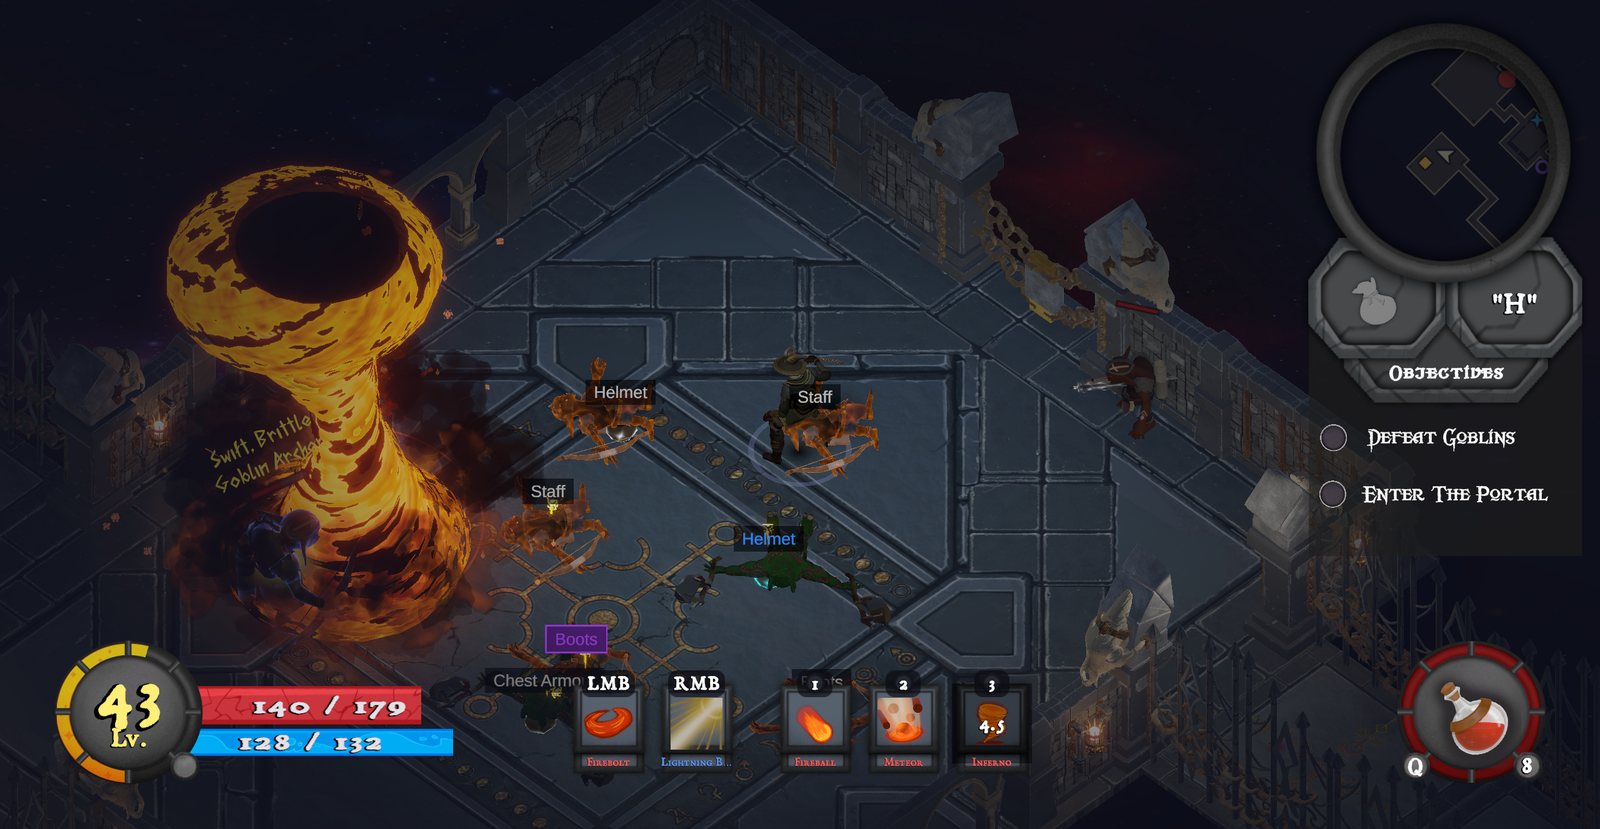 "H"
Objectives
Defeat Goblins
Enter The Portal
Helmet
Staff
Swift, Brittle
Goblin Archer
Staff
Helmet
Boots
Chest Armo
LMB
RMB
1
2
3
4.5
Firebolt
Lightning B...
Fireball
Meteor
Inferno
43
Lv.
140 / 179
128 / 132
Q
8